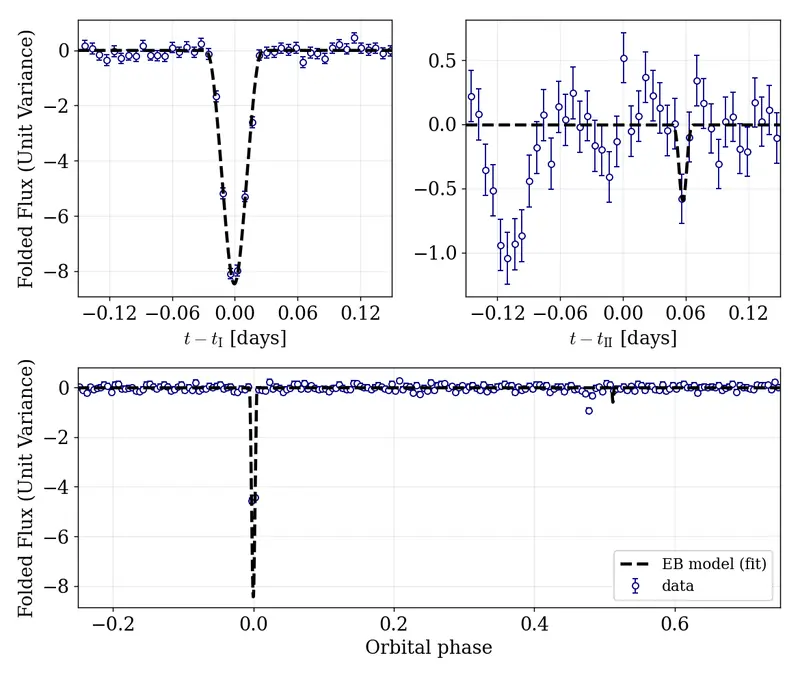 Folded Flux (Unit Variance)
0
−2
−4
−6
−8
−0.12 −0.06 0.00 0.06 0.12
t − tI [days]
0.5
0.0
−0.5
−1.0
−0.12 −0.06 0.00 0.06 0.12
t − tII [days]
Folded Flux (Unit Variance)
0
−2
−4
−6
−8
EB model (fit)
data
−0.2 0.0 0.2 0.4 0.6
Orbital phase